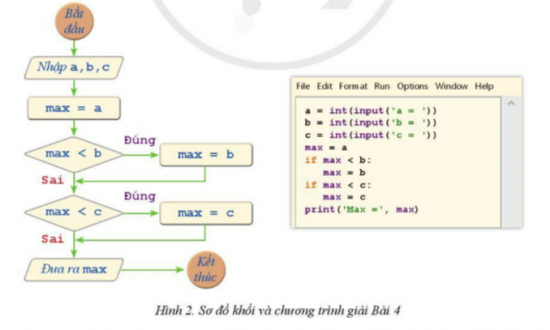 Bắt
đầu
Nhập a,b,c
max = a
max < b
Đúng
max = b
Sai
max < c
Đúng
max = c
Sai
Đưa ra max
Kết
thúc
File Edit Format Run Options Window Help
a = int(input('a = '))
b = int(input('b = '))
c = int(input('c = '))
max = a
if max < b:
max = b
if max < c:
max = c
print('Max =', max)
Hình 2. Sơ đồ khối và chương trình giải Bài 4